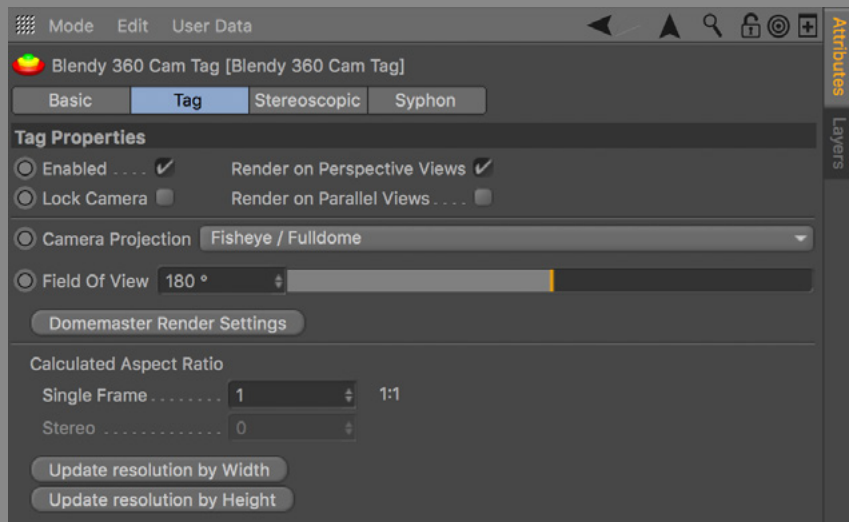 Mode Edit User Data
Blendy 360 Cam Tag [Blendy 360 Cam Tag]
Basic Tag Stereoscopic Syphon
Tag Properties
Enabled . . . . Render on Perspective Views
Lock Camera Render on Parallel Views . . . .
Camera Projection Fisheye / Fulldome
Field Of View 180 °
Domemaster Render Settings
Calculated Aspect Ratio
Single Frame . . . . . . . . 1 1:1
Stereo . . . . . . . . . . . . . 0
Update resolution by Width
Update resolution by Height
Attributes
Layers